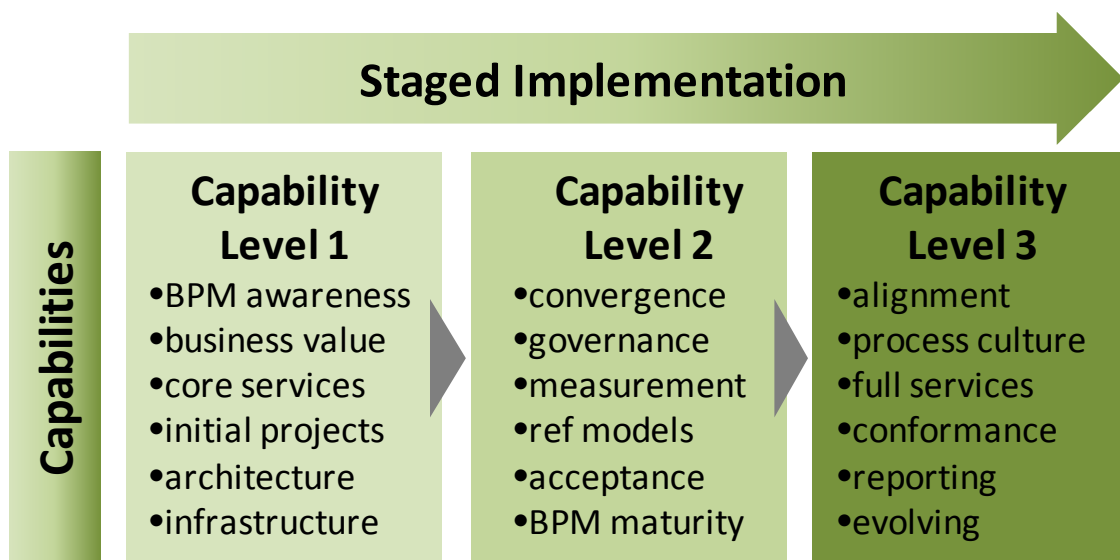 Staged Implementation
Capabilities
Capability
Level 1
•BPM awareness
•business value
•core services
•initial projects
•architecture
•infrastructure
Capability
Level 2
•convergence
•governance
•measurement
•ref models
•acceptance
•BPM maturity
Capability
Level 3
•alignment
•process culture
•full services
•conformance
•reporting
•evolving